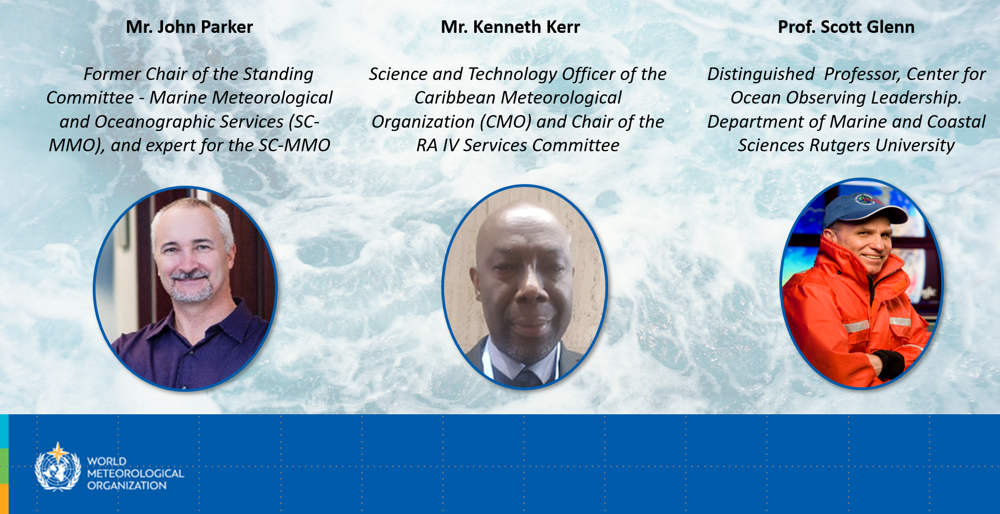 Mr. John Parker
Former Chair of the Standing
Committee - Marine Meteorological
and Oceanographic Services (SC-
MMO), and expert for the SC-MMO
Mr. Kenneth Kerr
Science and Technology Officer of the
Caribbean Meteorological
Organization (CMO) and Chair of the
RA IV Services Committee
Prof. Scott Glenn
Distinguished  Professor, Center for
Ocean Observing Leadership.
Department of Marine and Coastal
Sciences Rutgers University
WORLD
METEOROLOGICAL
ORGANIZATION